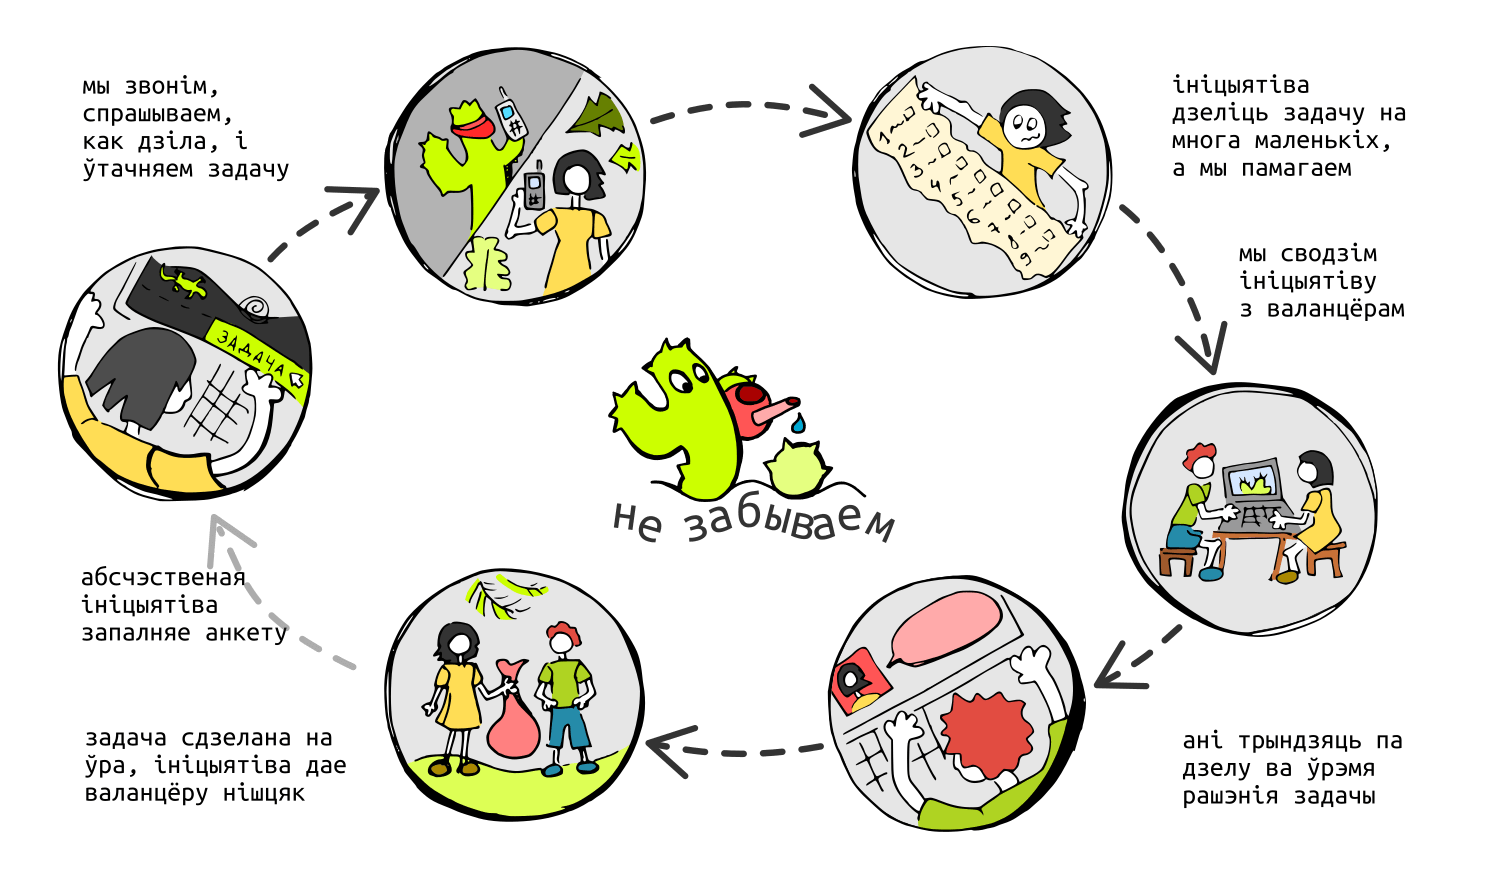 мы звонім,
спрашываем,
как дзіла, і
ўтачняем задачу
ініцыятіва
дзеліць задачу на
многа маленькіх,
а мы памагаем
1~
2~
3~
4~
5~
6~
7~
8~
9~
мы сводзім
ініцыятіву
з валанцёрам
ЗАДАЧА
#
#
не забываем
абсчэственая
ініцыятіва
запалняе анкету
задача сдзелана на
ўра, ініцыятіва дае
валанцёру нішцяк
ані трындзяць па
дзелу ва ўрэмя
рашэнія задачы